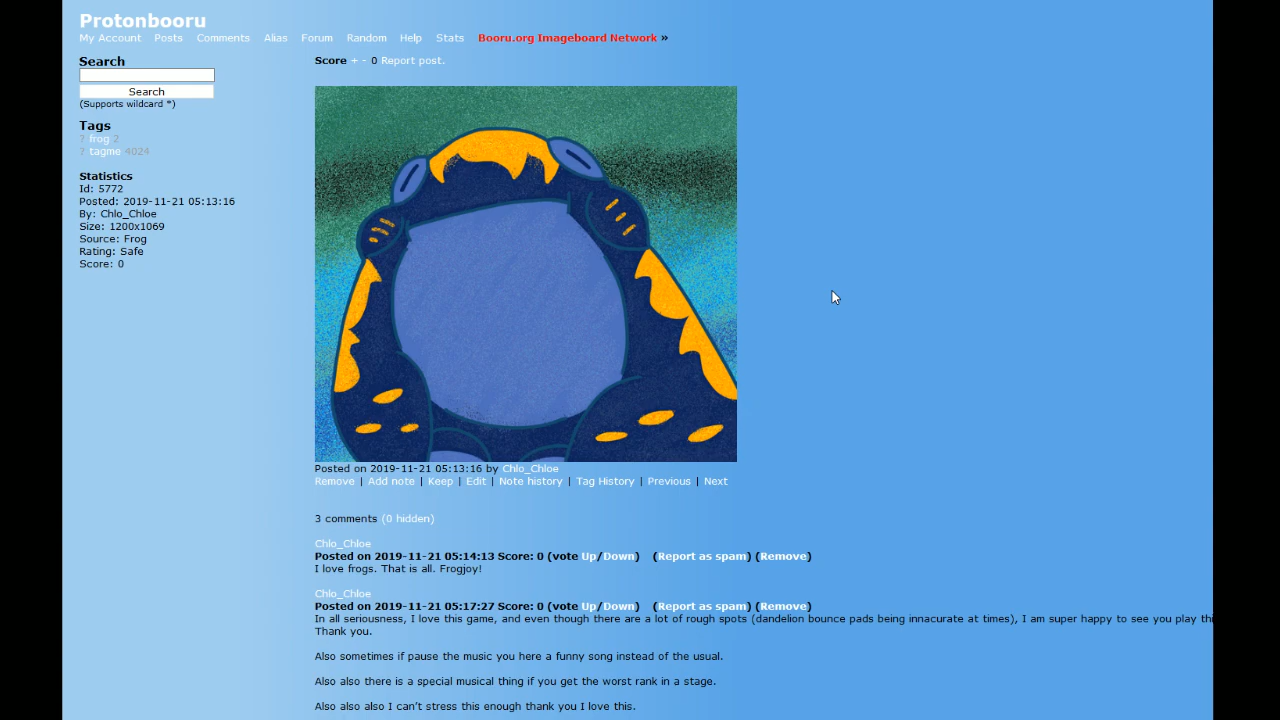 Protonbooru
My Account Posts Comments Alias Forum Random Help Stats Booru.org Imageboard Network »
Search
Search
(Supports wildcard *)
Tags
? frog 2
? tagme 4024
Statistics
Id: 5772
Posted: 2019-11-21 05:13:16
By: Chlo_Chloe
Size: 1200x1069
Source: Frog
Rating: Safe
Score: 0
Score + - 0 Report post.
Posted on 2019-11-21 05:13:16 by Chlo_Chloe
Remove | Add note | Keep | Edit | Note history | Tag History | Previous | Next
3 comments (0 hidden)
Chlo_Chloe
Posted on 2019-11-21 05:14:13 Score: 0 (vote Up/Down) (Report as spam) (Remove)
I love frogs. That is all. Frogjoy!
Chlo_Chloe
Posted on 2019-11-21 05:17:27 Score: 0 (vote Up/Down) (Report as spam) (Remove)
In all seriousness, I love this game, and even though there are a lot of rough spots (dandelion bounce pads being innacurate at times), I am super happy to see you play
Thank you.
Also sometimes if pause the music you here a funny song instead of the usual.
Also also there is a special musical thing if you get the worst rank in a stage.
Also also also I can't stress this enough thank you I love this.